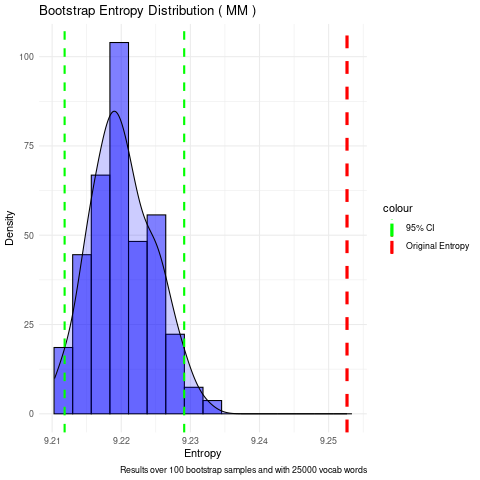 Bootstrap Entropy Distribution ( MM )
Density
100
75
50
25
0
9.21
9.22
9.23
9.24
9.25
Entropy
colour
95% CI
Original Entropy
Results over 100 bootstrap samples and with 25000 vocab words